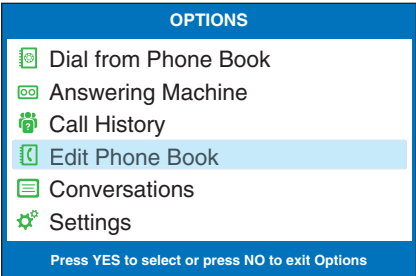 OPTIONS
Dial from Phone Book
Answering Machine
Call History
Edit Phone Book
Conversations
Settings
Press YES to select or press NO to exit Options